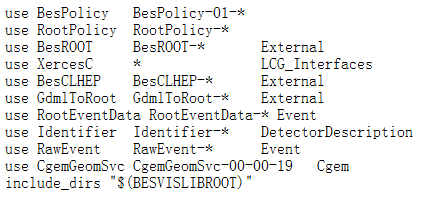 use BesPolicy  BesPolicy-01-*
use RootPolicy  RootPolicy-*
use BesROOT     BesROOT-*      External
use XercesC     *              LCG_Interfaces
use BesCLHEP    BesCLHEP-*     External
use GdmlToRoot  GdmlToRoot-*   External
use RootEventData RootEventData-* Event
use Identifier  Identifier-*   DetectorDescription
use RawEvent    RawEvent-*     Event
use CgemGeomSvc CgemGeomSvc-00-00-19   Cgem
include_dirs "$(BESVISLIBROOT)"